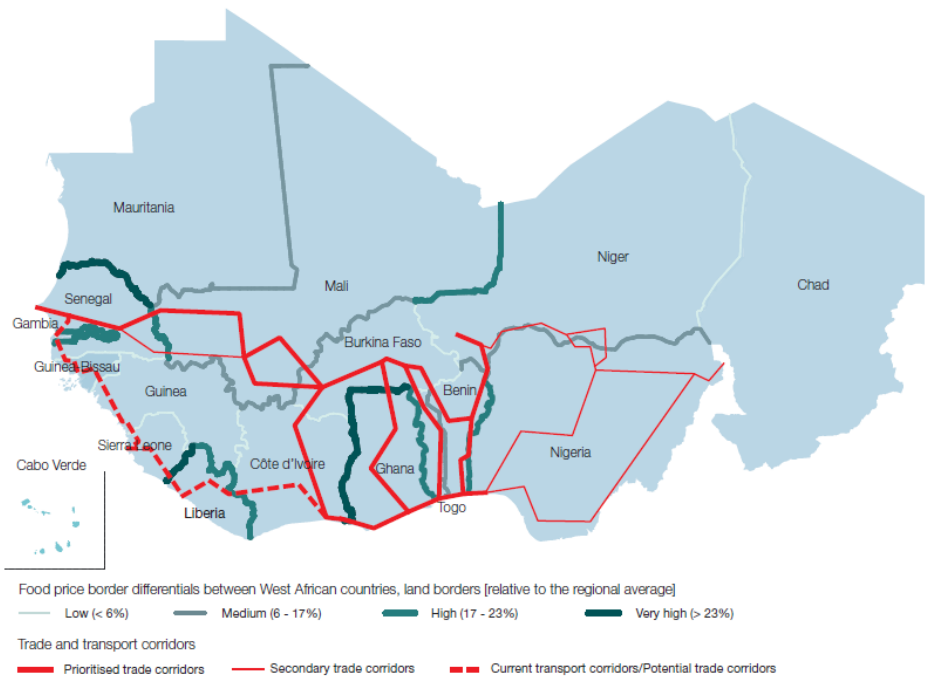 Mauritania
Niger
Mali
Chad
Senegal
Gambia
Burkina Faso
Guinea-Bissau
Guinea
Benin
Sierra Leone
Côte d'Ivoire
Ghana
Nigeria
Cabo Verde
Togo
Liberia
Food price border differentials between West African countries, land borders [relative to the regional average]
Low (< 6%) Medium (6 - 17%) High (17 - 23%) Very high (> 23%)
Trade and transport corridors
Prioritised trade corridors Secondary trade corridors Current transport corridors/Potential trade corridors